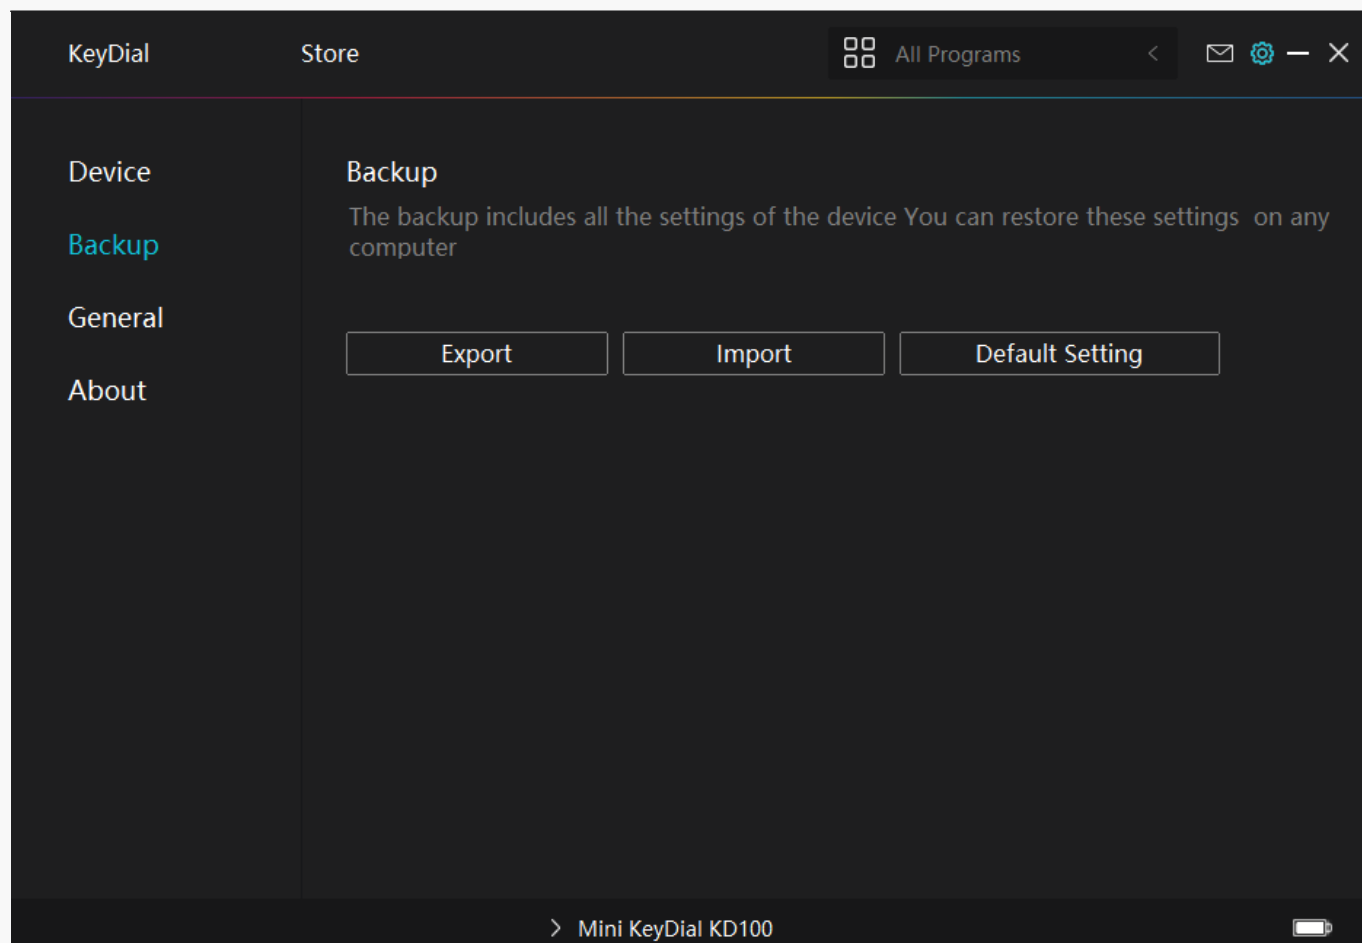 KeyDial
Store
All Programs
Device
Backup
General
About
Backup
The backup includes all the settings of the device You can restore these settings  on any
computer
Export
Import
Default Setting
Mini KeyDial KD100